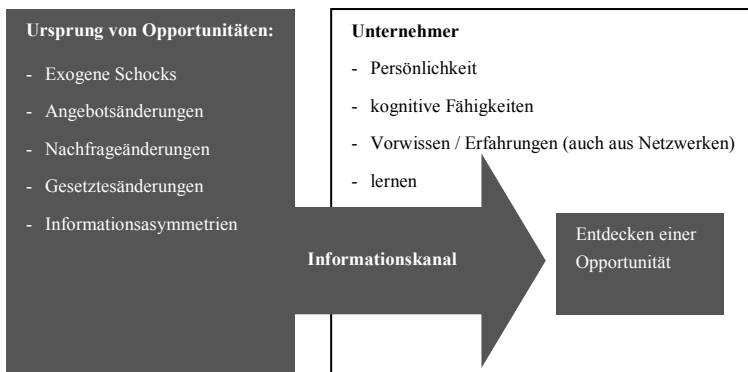 Ursprung von Opportunitäten:
- Exogene Schocks
- Angebotsänderungen
- Nachfrageänderungen
- Gesetztesänderungen
- Informationsasymmetrien
Unternehmer
- Persönlichkeit
- kognitive Fähigkeiten
- Vorwissen / Erfahrungen (auch aus Netzwerken)
- lernen
Informationskanal
Entdecken einer
Opportunität